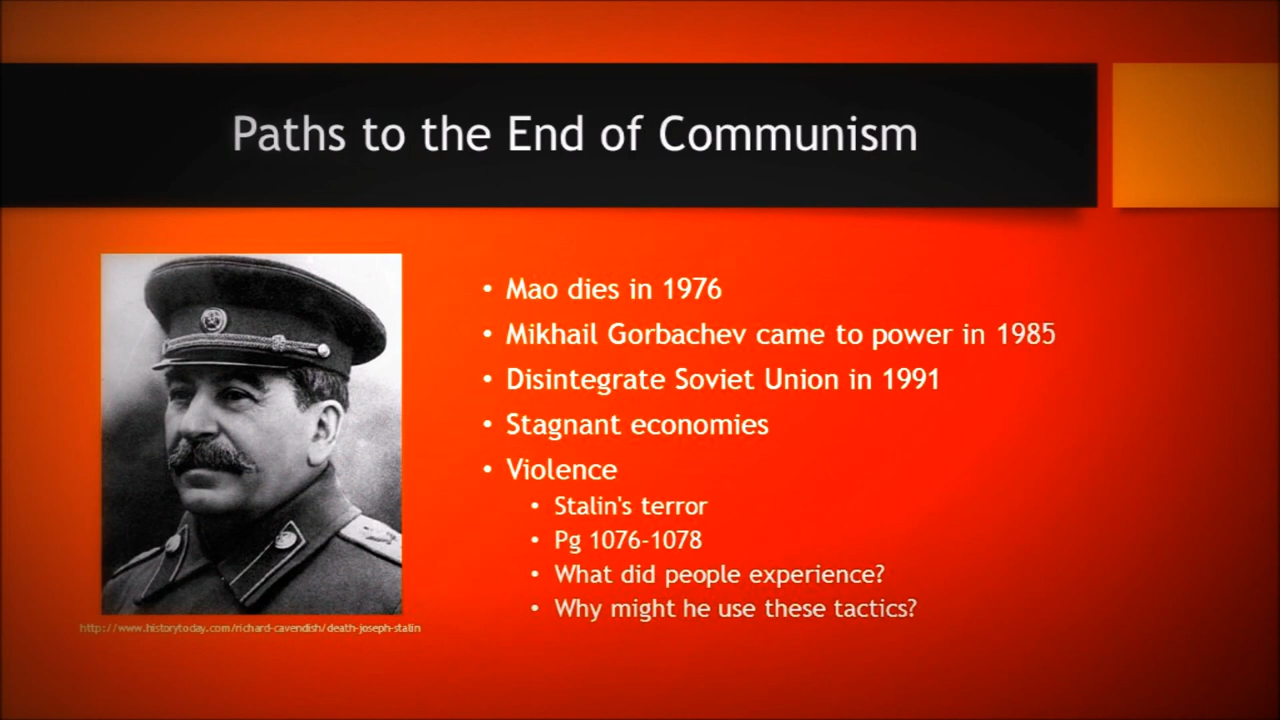 Paths to the End of Communism
• Mao dies in 1976
• Mikhail Gorbachev came to power in 1985
• Disintegrate Soviet Union in 1991
• Stagnant economies
• Violence
• Stalin's terror
• Pg 1076-1078
• What did people experience?
• Why might he use these tactics?
http://www.historytoday.com/richard-cavendish/death-joseph-stalin